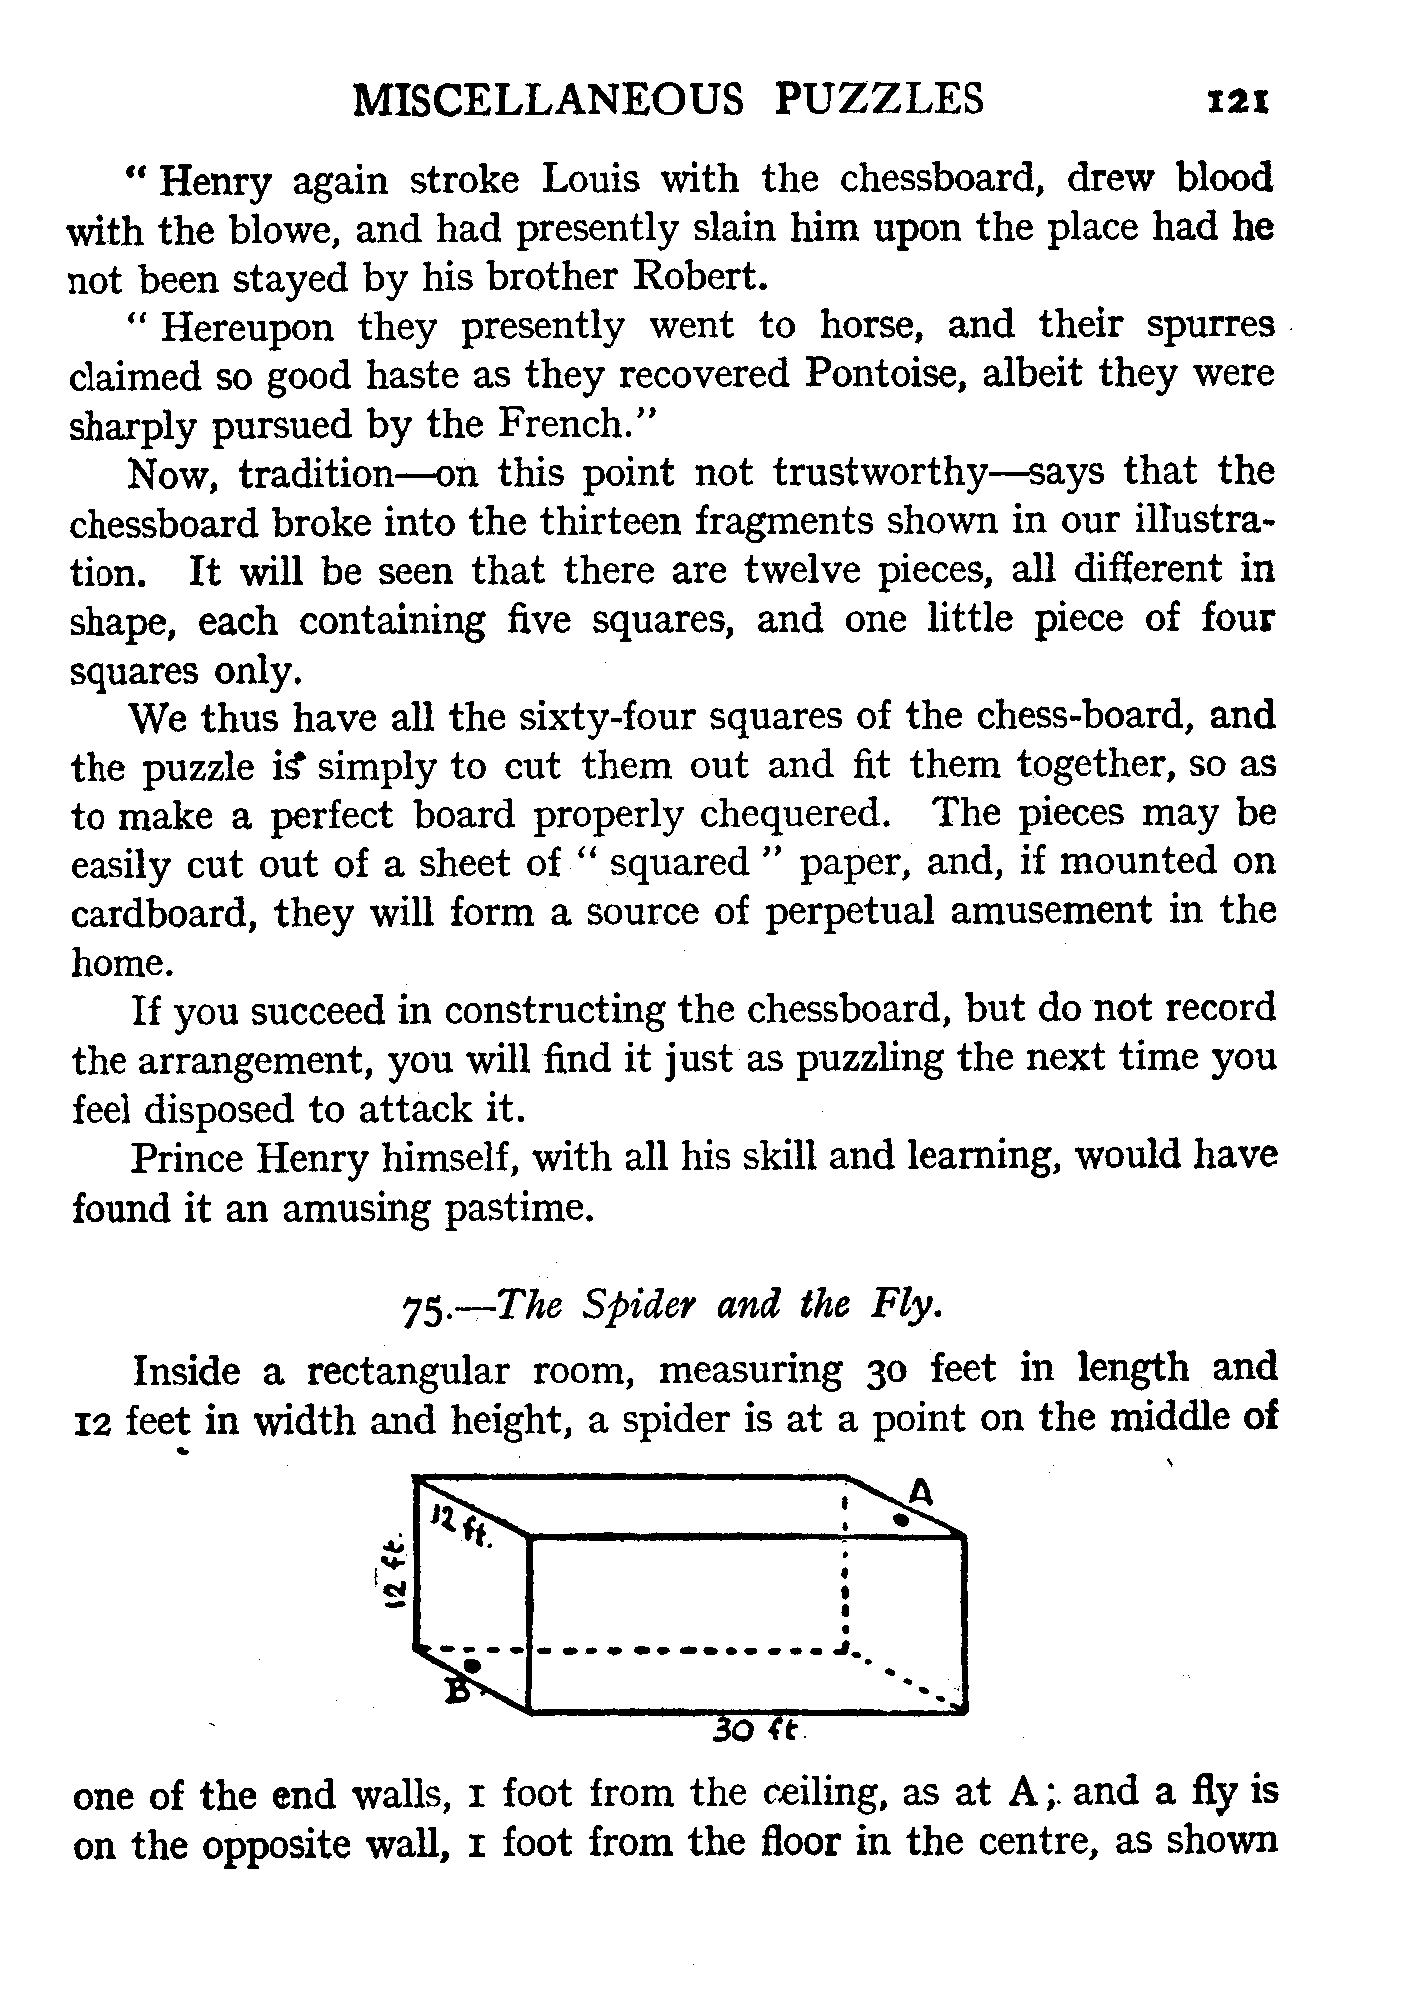 MISCELLANEOUS PUZZLES 121
“ Henry again stroke Louis with the chessboard, drew blood
with the blowe, and had presently slain him upon the place had he
not been stayed by his brother Robert.
“ Hereupon they presently went to horse, and their spurres
claimed so good haste as they recovered Pontoise, albeit they were
sharply pursued by the French.”
Now, tradition—on this point not trustworthy—says that the
chessboard broke into the thirteen fragments shown in our illustra-
tion. It will be seen that there are twelve pieces, all different in
shape, each containing five squares, and one little piece of four
squares only.
We thus have all the sixty-four squares of the chess-board, and
the puzzle is simply to cut them out and fit them together, so as
to make a perfect board properly chequered. The pieces may be
easily cut out of a sheet of “ squared ” paper, and, if mounted on
cardboard, they will form a source of perpetual amusement in the
home.
If you succeed in constructing the chessboard, but do not record
the arrangement, you will find it just as puzzling the next time you
feel disposed to attack it.
Prince Henry himself, with all his skill and learning, would have
found it an amusing pastime.
75.—The Spider and the Fly.
Inside a rectangular room, measuring 30 feet in length and
12 feet in width and height, a spider is at a point on the middle of
A
12 ft.
12 ft.
B
30 ft.
one of the end walls, 1 foot from the ceiling, as at A; and a fly is
on the opposite wall, 1 foot from the floor in the centre, as shown